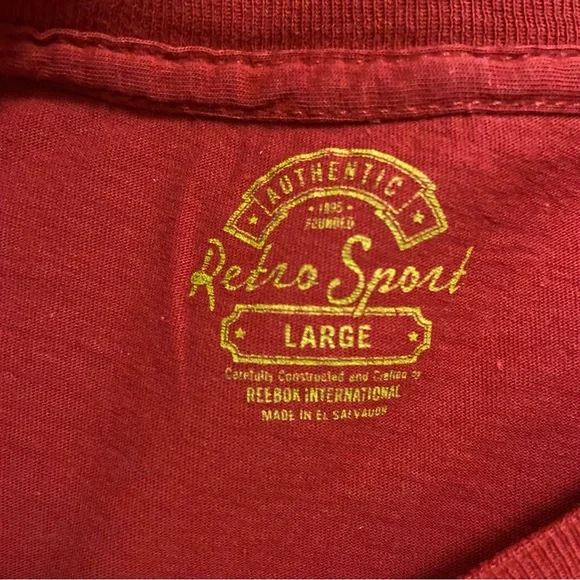 AUTHENTIC
• 1895 •
FOUNDED
Retro Sport
LARGE
Carefully Constructed and Crafted by
REEBOK INTERNATIONAL
MADE IN EL SALVADOR